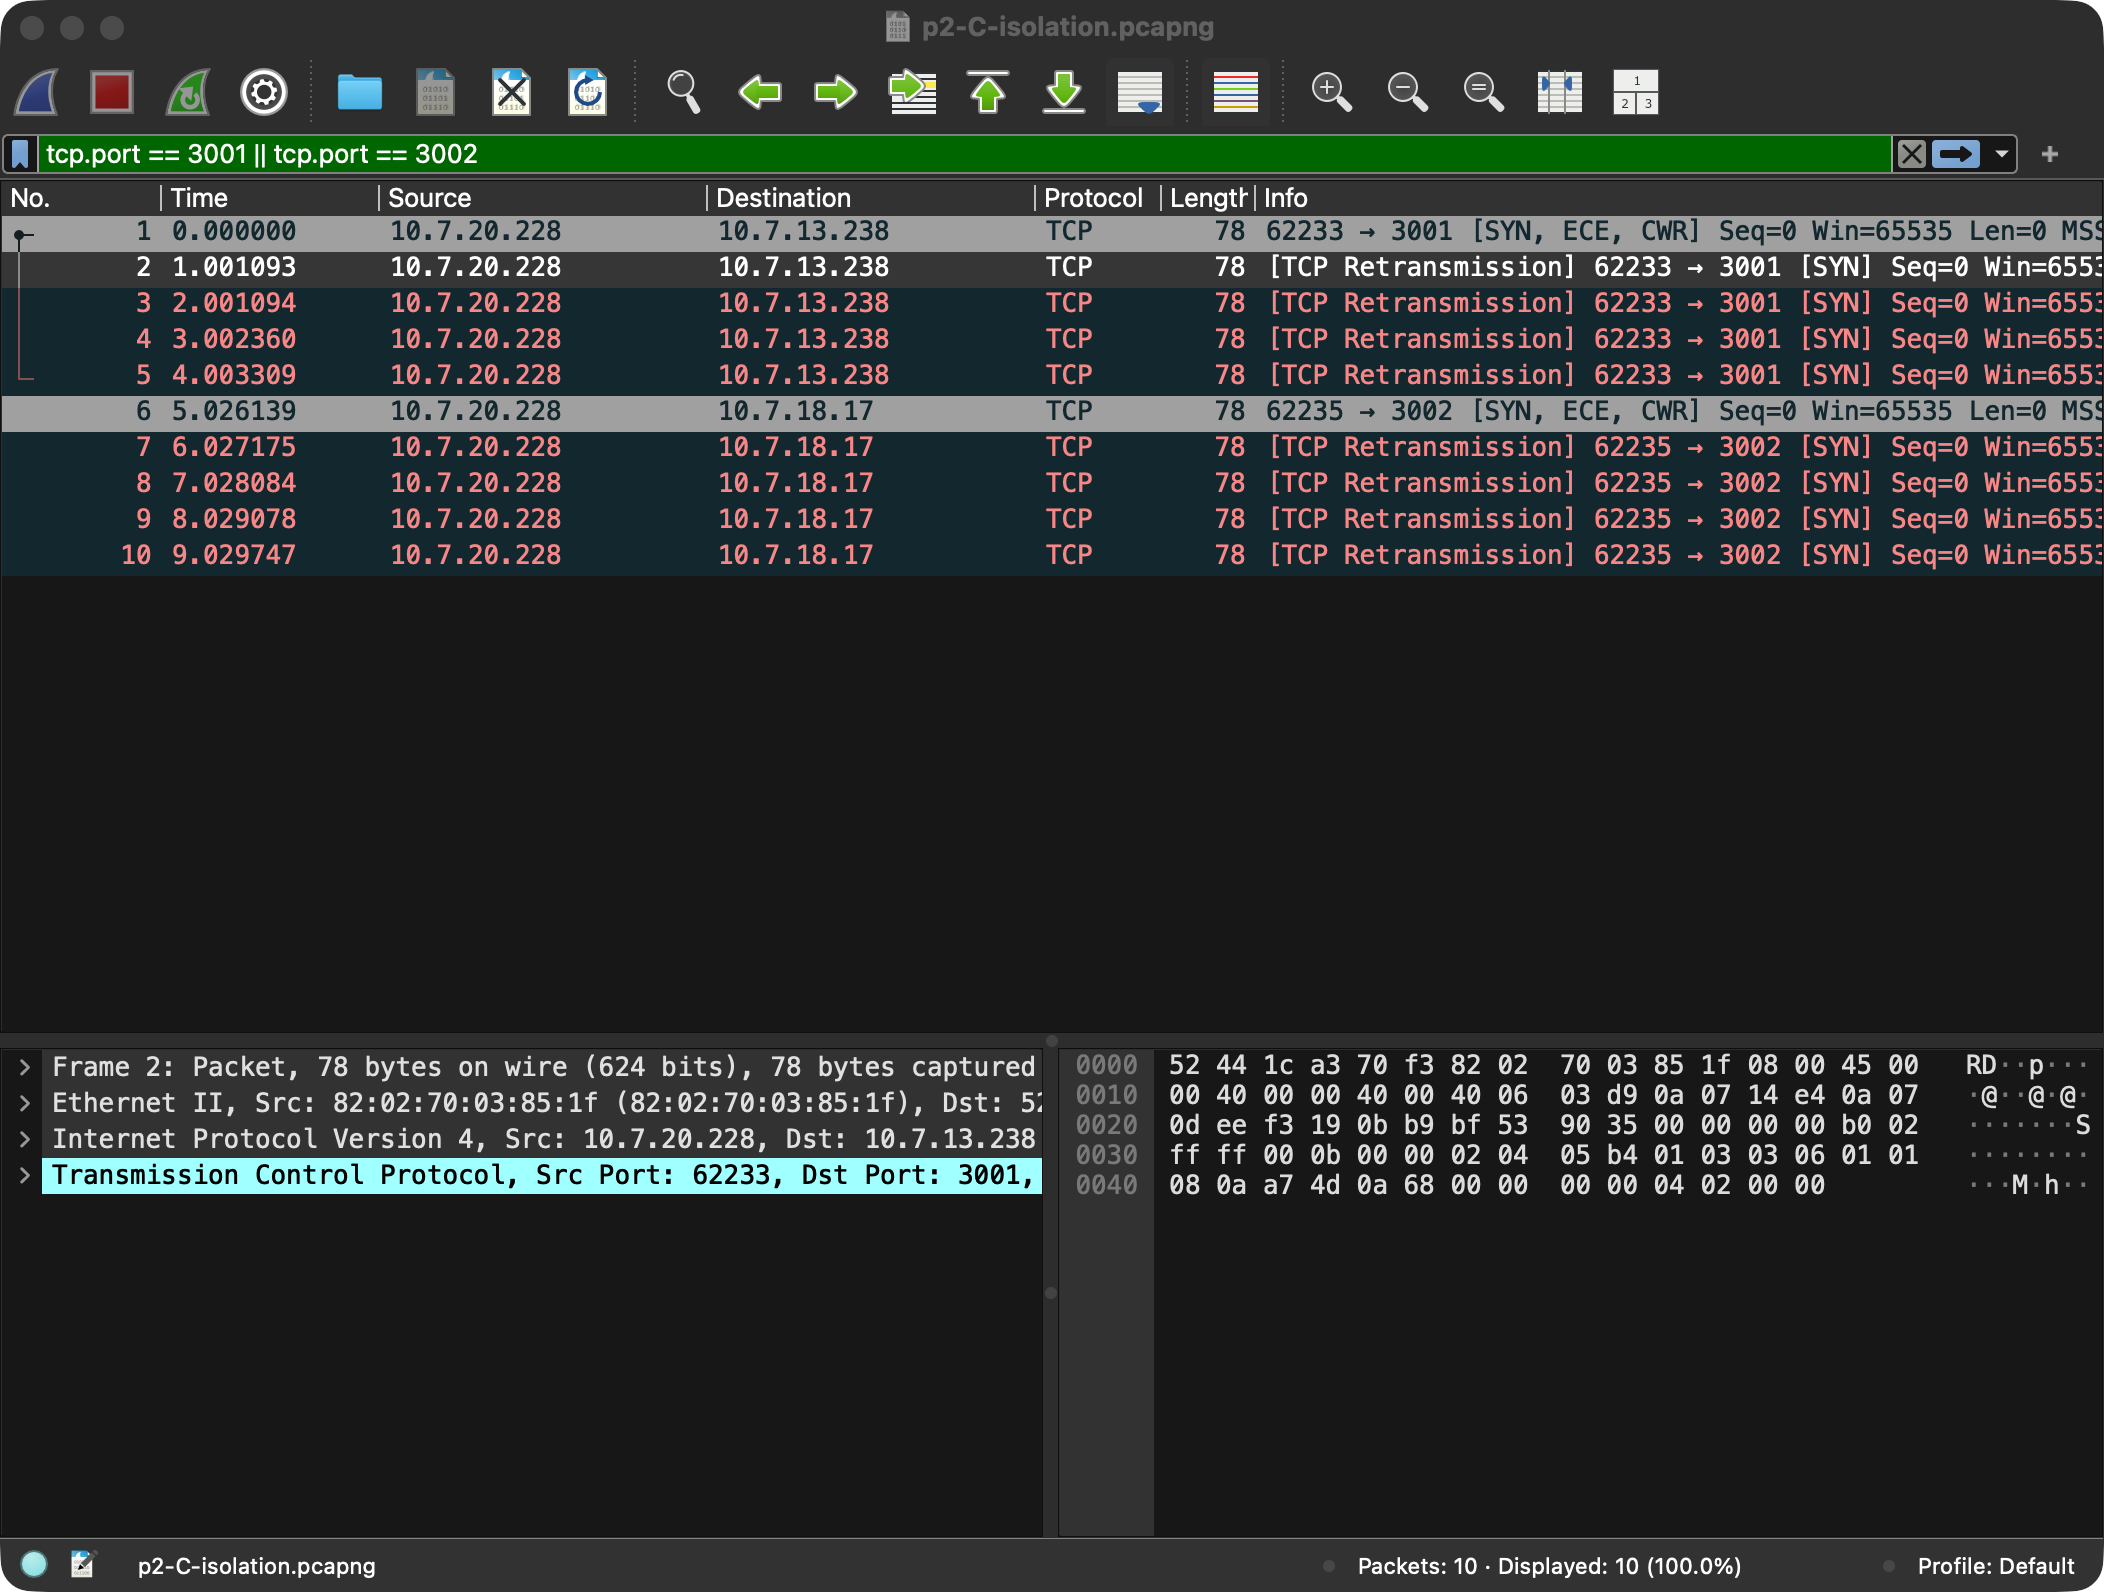 p2-C-isolation.pcapng
1
2 3
tcp.port == 3001 || tcp.port == 3002
No. Time Source Destination Protocol Length Info
1 0.000000 10.7.20.228 10.7.13.238 TCP 78 62233 → 3001 [SYN, ECE, CWR] Seq=0 Win=65535 Len=0 MSS
2 1.001093 10.7.20.228 10.7.13.238 TCP 78 [TCP Retransmission] 62233 → 3001 [SYN] Seq=0 Win=6553
3 2.001094 10.7.20.228 10.7.13.238 TCP 78 [TCP Retransmission] 62233 → 3001 [SYN] Seq=0 Win=6553
4 3.002360 10.7.20.228 10.7.13.238 TCP 78 [TCP Retransmission] 62233 → 3001 [SYN] Seq=0 Win=6553
5 4.003309 10.7.20.228 10.7.13.238 TCP 78 [TCP Retransmission] 62233 → 3001 [SYN] Seq=0 Win=6553
6 5.026139 10.7.20.228 10.7.18.17 TCP 78 62235 → 3002 [SYN, ECE, CWR] Seq=0 Win=65535 Len=0 MSS
7 6.027175 10.7.20.228 10.7.18.17 TCP 78 [TCP Retransmission] 62235 → 3002 [SYN] Seq=0 Win=6553
8 7.028084 10.7.20.228 10.7.18.17 TCP 78 [TCP Retransmission] 62235 → 3002 [SYN] Seq=0 Win=6553
9 8.029078 10.7.20.228 10.7.18.17 TCP 78 [TCP Retransmission] 62235 → 3002 [SYN] Seq=0 Win=6553
10 9.029747 10.7.20.228 10.7.18.17 TCP 78 [TCP Retransmission] 62235 → 3002 [SYN] Seq=0 Win=6553
Frame 2: Packet, 78 bytes on wire (624 bits), 78 bytes captured
Ethernet II, Src: 82:02:70:03:85:1f (82:02:70:03:85:1f), Dst: 52
Internet Protocol Version 4, Src: 10.7.20.228, Dst: 10.7.13.238
Transmission Control Protocol, Src Port: 62233, Dst Port: 3001,
0000 52 44 1c a3 70 f3 82 02 70 03 85 1f 08 00 45 00 RD··p···
0010 00 40 00 00 40 00 40 06 03 d9 0a 07 14 e4 0a 07 ·@··@·@·
0020 0d ee f3 19 0b b9 bf 53 90 35 00 00 00 00 b0 02 ·······S
0030 ff ff 00 0b 00 00 02 04 05 b4 01 03 03 06 01 01 ········
0040 08 0a a7 4d 0a 68 00 00 00 00 04 02 00 00 ···M·h··
p2-C-isolation.pcapng
Packets: 10 · Displayed: 10 (100.0%)
Profile: Default